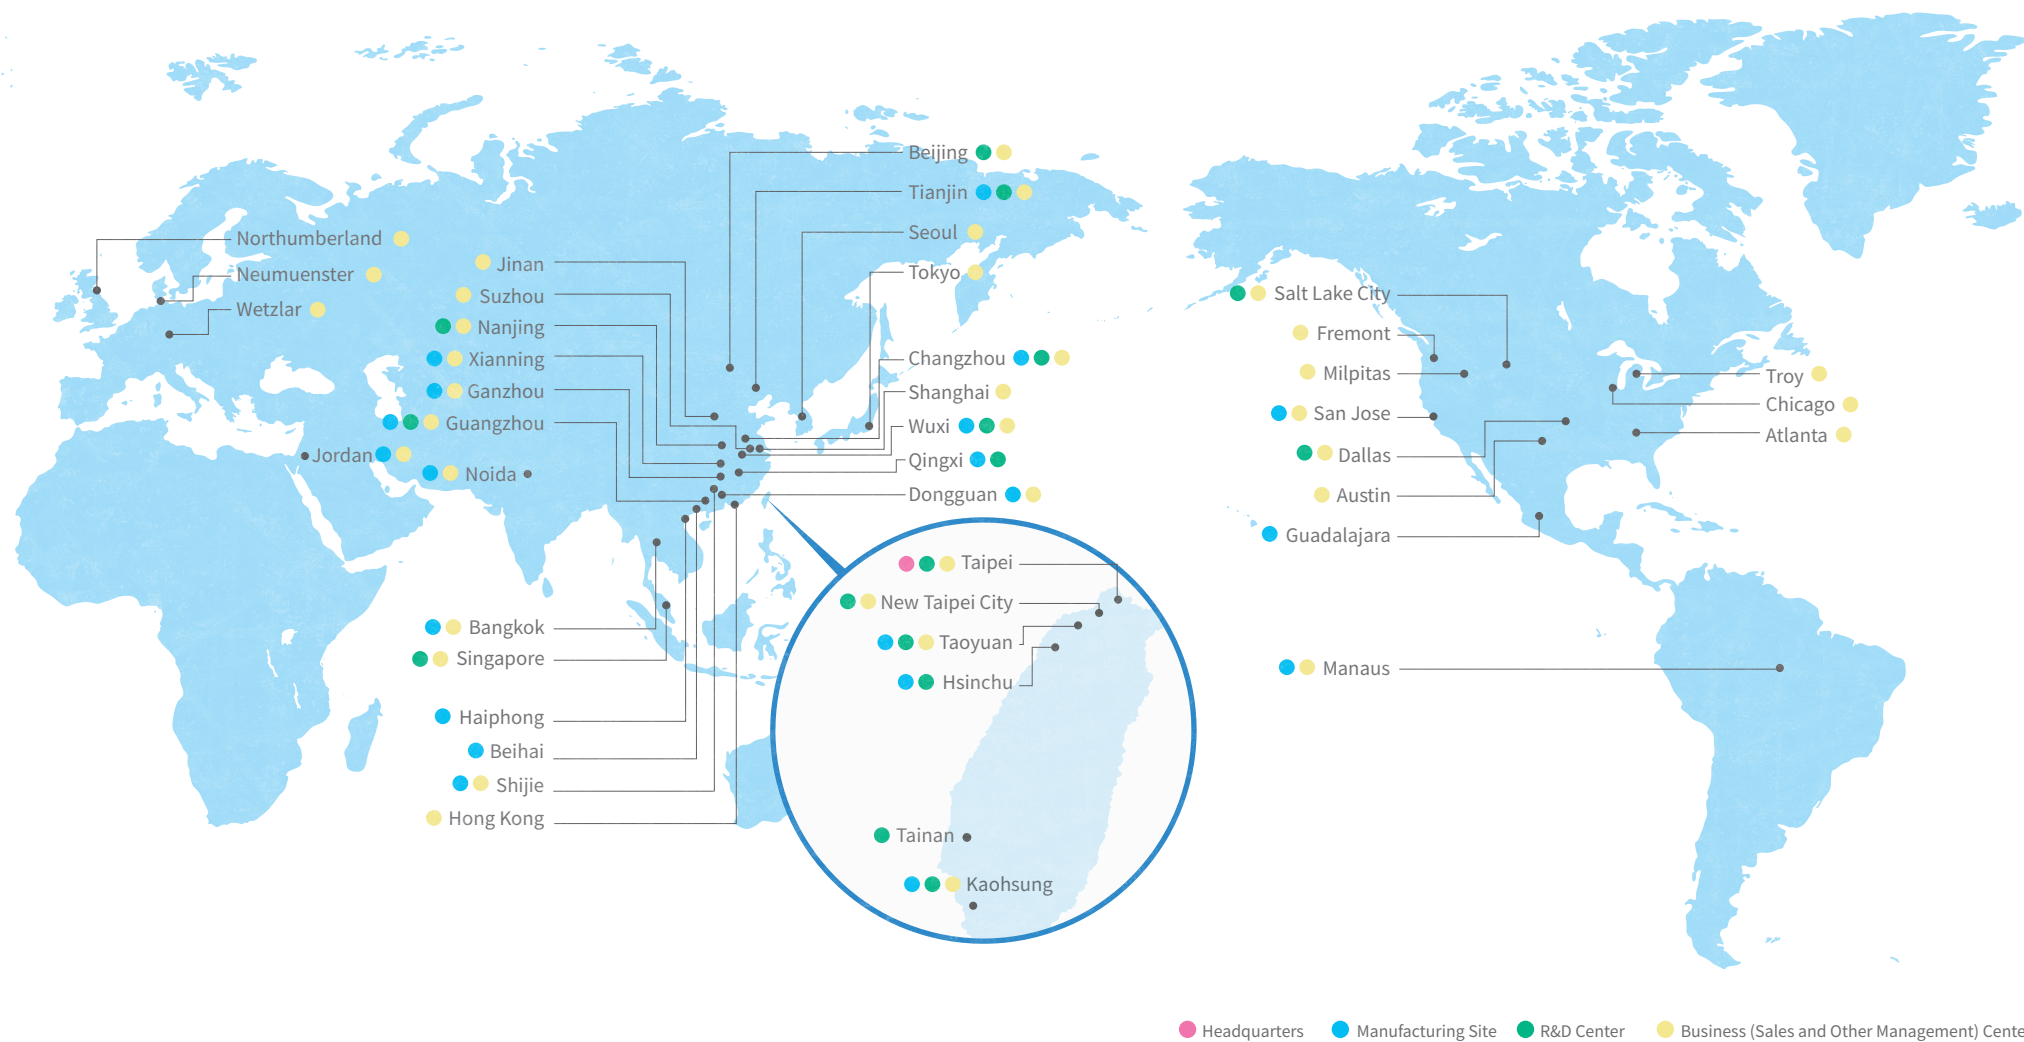 Beijing
Tianjin
Seoul
Tokyo
Northumberland
Neumuenster
Wetzlar
Jinan
Suzhou
Nanjing
Xianning
Ganzhou
Guangzhou
Jordan
Noida
Changzhou
Shanghai
Wuxi
Qingxi
Dongguan
Bangkok
Singapore
Haiphong
Beihai
Shijie
Hong Kong
Taipei
New Taipei City
Taoyuan
Hsinchu
Tainan
Kaohsung
Salt Lake City
Fremont
Milpitas
San Jose
Dallas
Austin
Guadalajara
Manaus
Troy
Chicago
Atlanta
Headquarters
Manufacturing Site
R&D Center
Business (Sales and Other Management) Cente